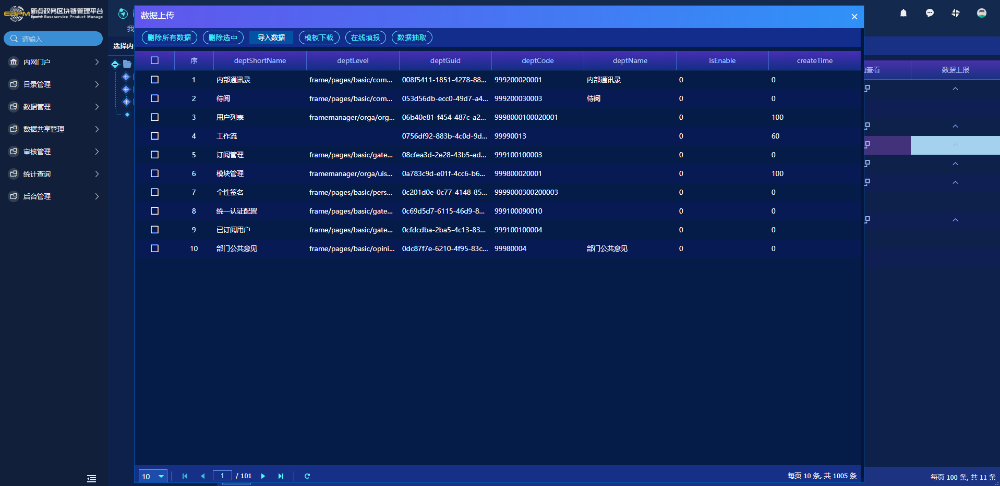 E2PM 新点政务区块链管理平台
Epoint Baseservice Product Manage
请输入
内网门户
目录管理
数据管理
数据共享管理
审核管理
统计查询
后台管理
我
选择内
数据上传
删除所有数据 删除选中 导入数据 模板下载 在线填报 数据抽取
序 deptShortName deptLevel deptGuid deptCode deptName isEnable createTime
1 内部通讯录 frame/pages/basic/com... 008f5411-1851-4278-88... 999200020001 内部通讯录 0 0
2 待阅 frame/pages/basic/com... 053d56db-ecc0-49d7-a4... 999200030003 待阅 0 0
3 用户列表 framemanager/orga/org... 06b40e81-f454-487c-a2... 9998000100020001 0 100
4 工作流 0756df92-883b-4c0d-9d... 99990013 0 60
5 订阅管理 frame/pages/basic/gate... 08cfea3d-2e28-43b5-ad... 999100100003 0 0
6 模块管理 framemanager/orga/uis... 0a783c9d-e01f-4cc6-b6... 999800020001 0 100
7 个性签名 frame/pages/basic/pers... 0c201d0e-0c77-4148-85... 9999000300200003 0 0
8 统一认证配置 frame/pages/basic/gate... 0c69d5d7-6115-46d9-8... 999100090010 0 0
9 已订阅用户 frame/pages/basic/gate... 0cfdcdba-2ba5-4c13-83... 999100100004 0 0
10 部门公共意见 frame/pages/basic/opini... 0dc87f7e-6210-4f95-83c... 99980004 部门公共意见 0 0
10 1 / 101 每页 10 条, 共 1005 条
查看 数据上报
每页 100 条, 共 11 条